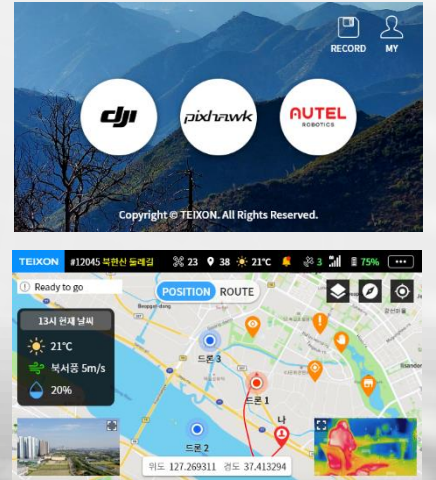 RECORD MY
dji
pixhawk
AUTEL
ROBOTICS
Copyright © TEIXON. All Rights Reserved.
TEIXON #12045 북한산 둘레길 23 38 21℃ 3 75%
Ready to go
POSITION ROUTE
13시 현재 날씨
21℃
북서풍 5m/s
20%
드론 3
드론 1
나
드론 2
위도 127.269311 경도 37.413294